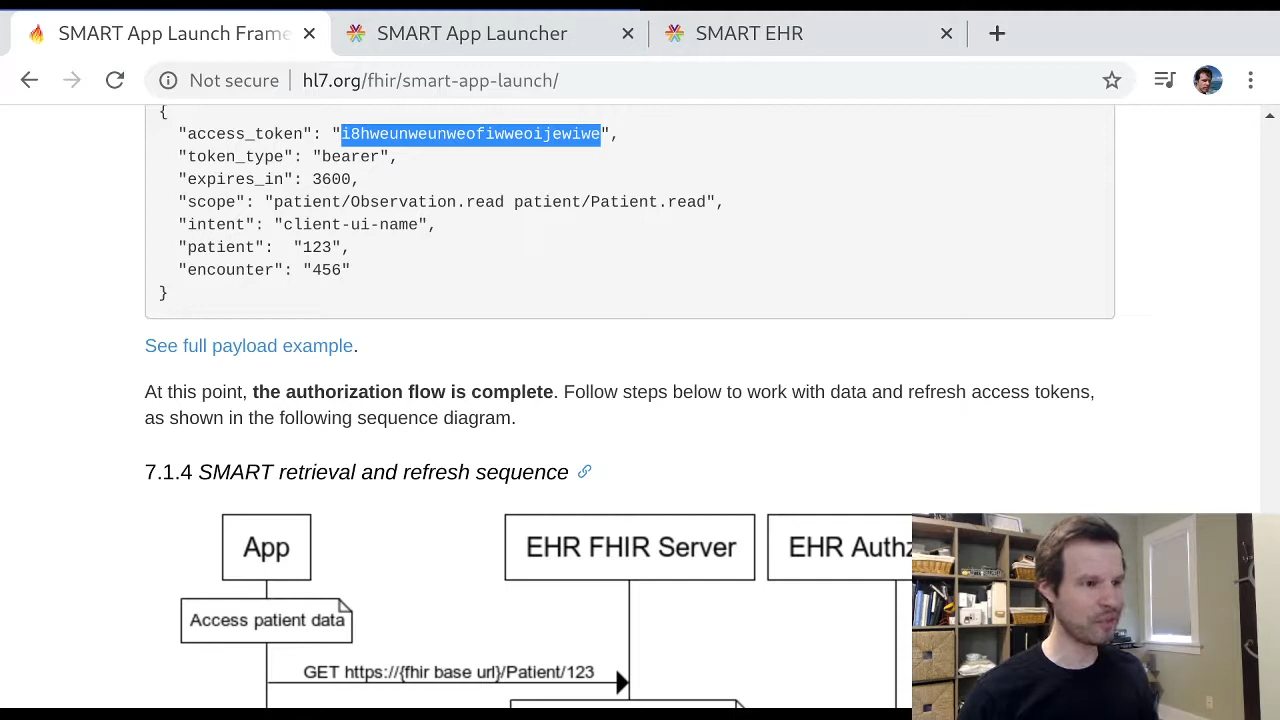 SMART App Launch Frame
SMART App Launcher
SMART EHR
Not secure
hl7.org/fhir/smart-app-launch/
{
"access_token": "i8hweunweunweofiwweoijewiwe",
"token_type": "bearer",
"expires_in": 3600,
"scope": "patient/Observation.read patient/Patient.read",
"intent": "client-ui-name",
"patient":  "123",
"encounter": "456"
}
See full payload example.
At this point, the authorization flow is complete. Follow steps below to work with data and refresh access tokens,
as shown in the following sequence diagram.
7.1.4 SMART retrieval and refresh sequence
App
EHR FHIR Server
EHR Authz
Access patient data
GET https://{fhir base url}/Patient/123